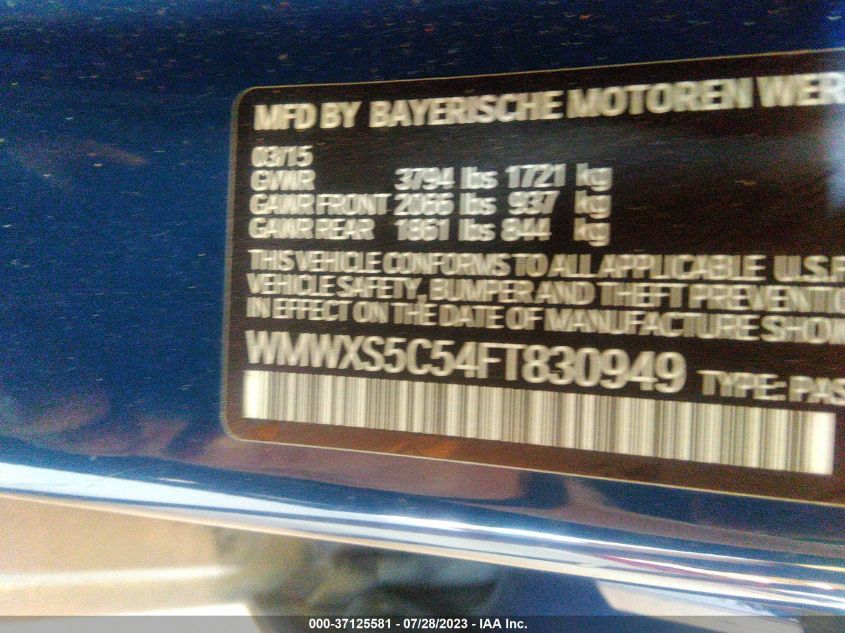 MFD BY BAYERISCHE MOTOREN WER
03/15
GVWR 3794 lbs 1721 kg
GAWR FRONT 2066 lbs 937 kg
GAWR REAR 1861 lbs 844 kg
THIS VEHICLE CONFORMS TO ALL APPLICABLE U.S.F
VEHICLE SAFETY, BUMPER AND THEFT PREVENTIO
IN EFFECT ON THE DATE OF MANUFACTURE SHOW
WMWXS5C54FT830949 TYPE: PAS
000-37125581 / 07/28/2023 - IAA Inc.